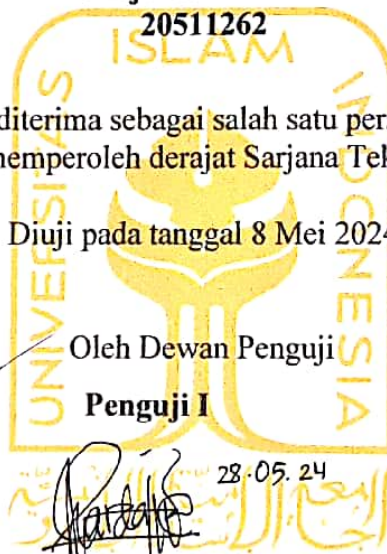 20511262
UNIVERSITAS ISLAM INDONESIA
diterima sebagai salah satu per
memperoleh derajat Sarjana Tek
Diuji pada tanggal 8 Mei 2024
Oleh Dewan Penguji
Penguji I
28.05.24